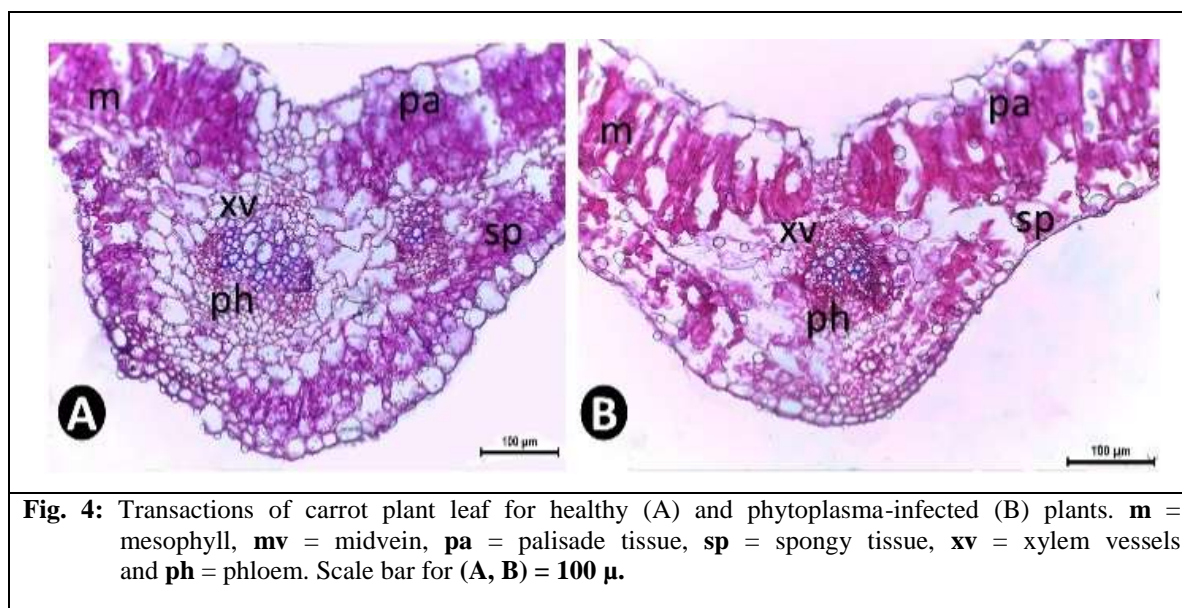 m pa
xv
sp
ph
A
100 µm
m pa
xv sp
ph
B
100 µm
Fig. 4: Transactions of carrot plant leaf for healthy (A) and phytoplasma-infected (B) plants. m =
mesophyll, mv = midvein, pa = palisade tissue, sp = spongy tissue, xv = xylem vessels
and ph = phloem. Scale bar for (A, B) = 100 µ.